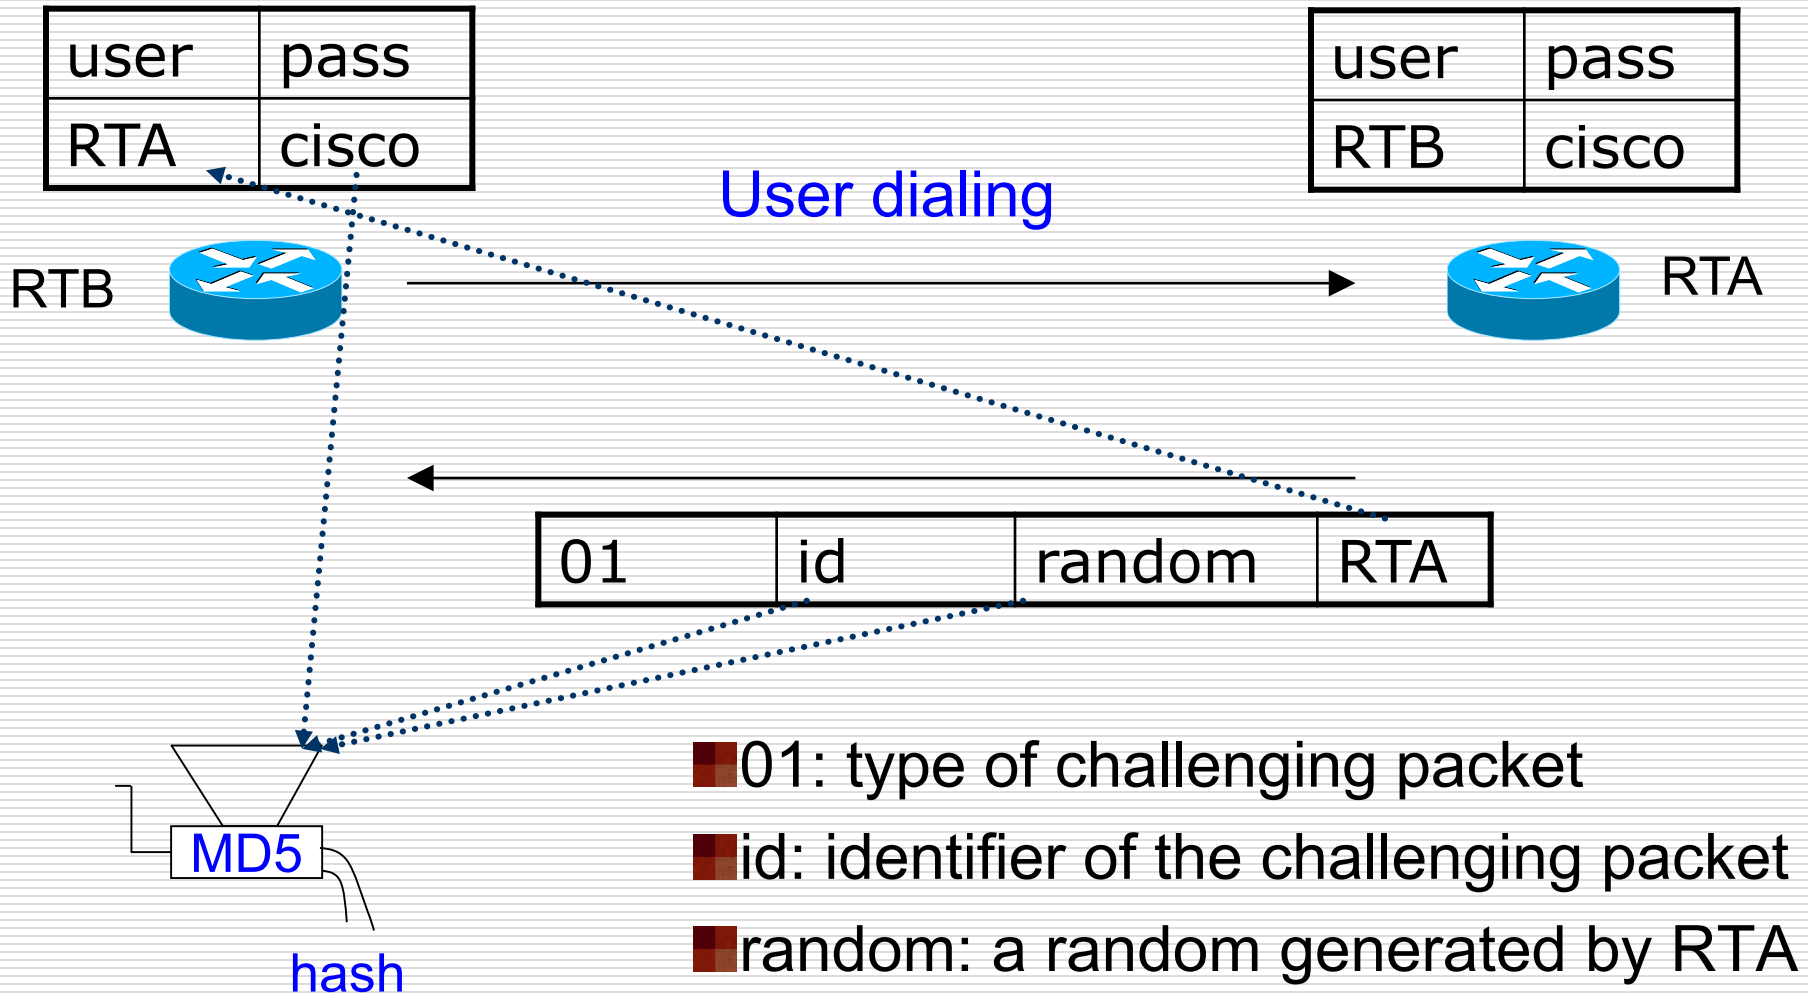 user pass
RTA cisco
user pass
RTB cisco
User dialing
RTB
RTA
01 id random RTA
MD5
hash
01: type of challenging packet
id: identifier of the challenging packet
random: a random generated by RTA